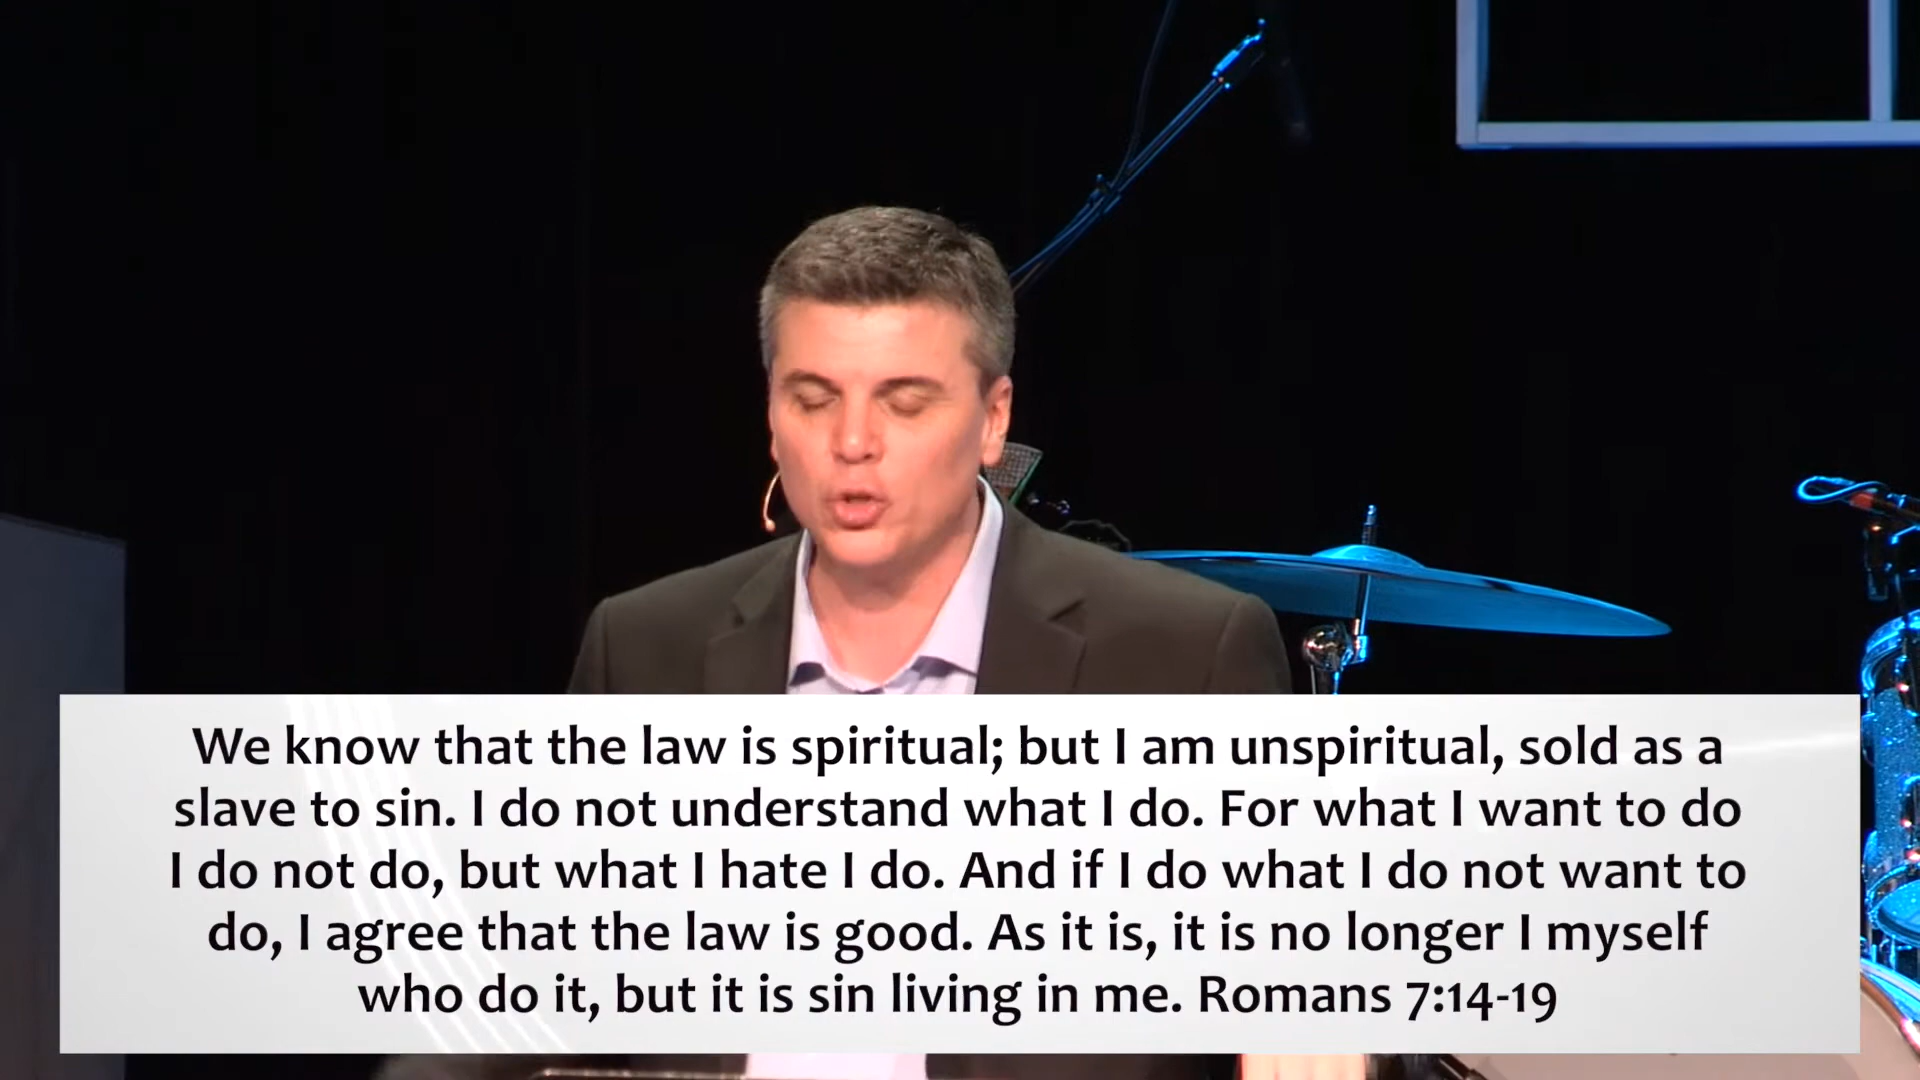 We know that the law is spiritual; but I am unspiritual, sold as a
slave to sin. I do not understand what I do. For what I want to do
I do not do, but what I hate I do. And if I do what I do not want to
do, I agree that the law is good. As it is, it is no longer I myself
who do it, but it is sin living in me. Romans 7:14-19